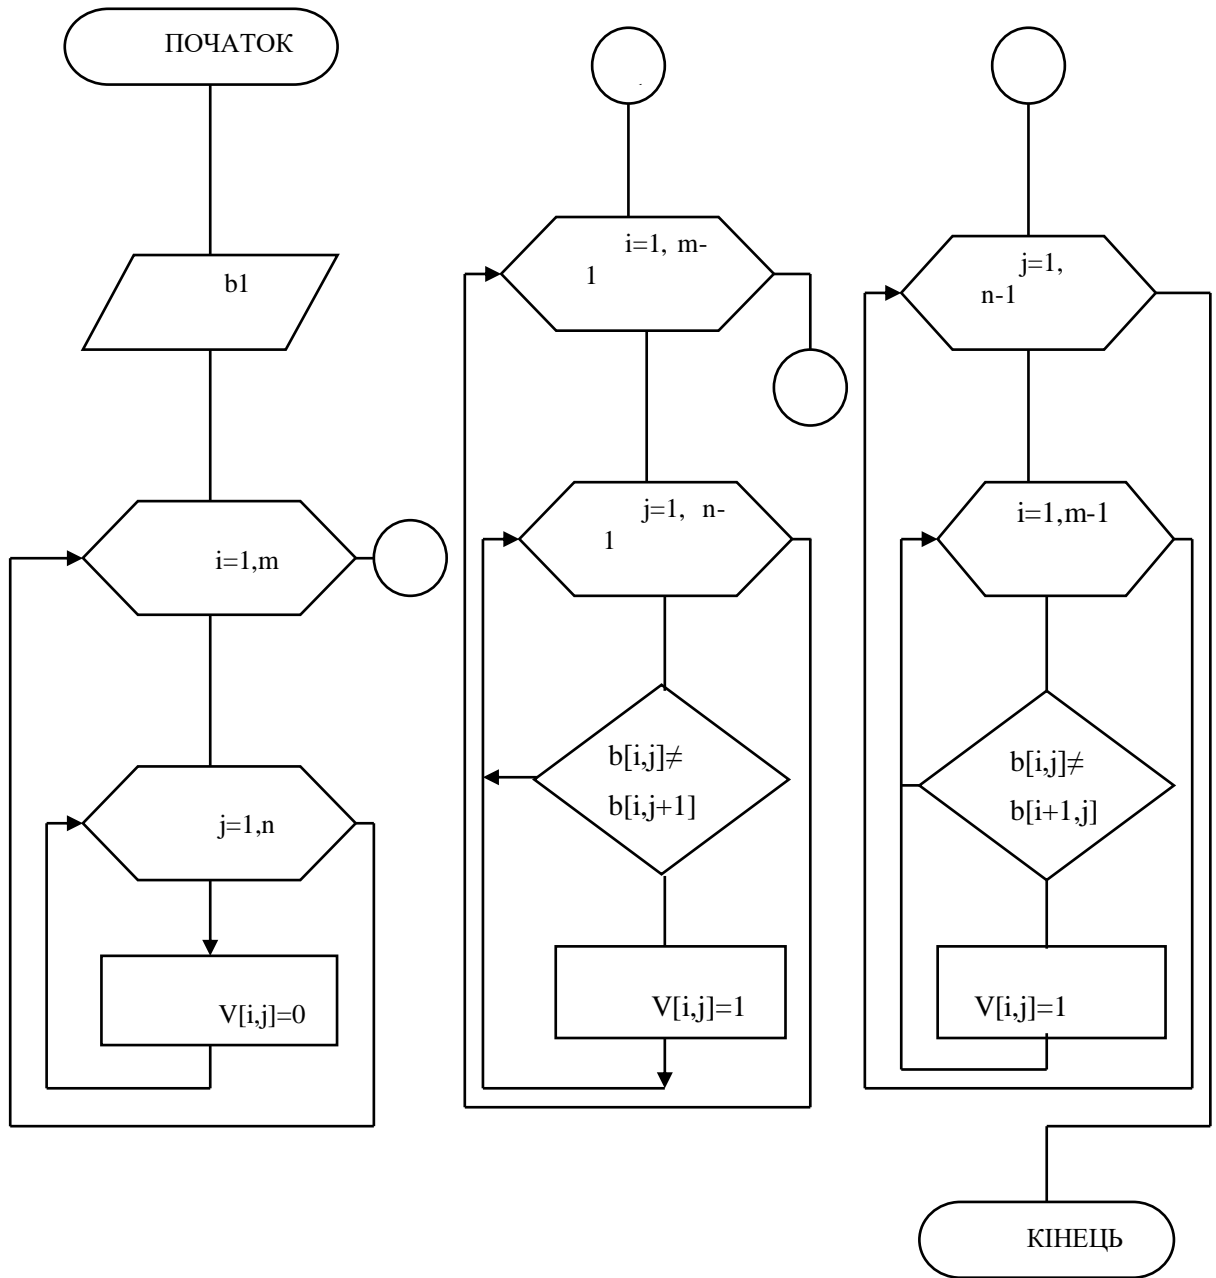 ПОЧАТОК
b1
i=1,m
j=1,n
V[i,j]=0
i=1, m-
1
j=1, n-
1
b[i,j]≠
b[i,j+1]
V[i,j]=1
j=1,
n-1
i=1,m-1
b[i,j]≠
b[i+1,j]
V[i,j]=1
КІНЕЦЬ